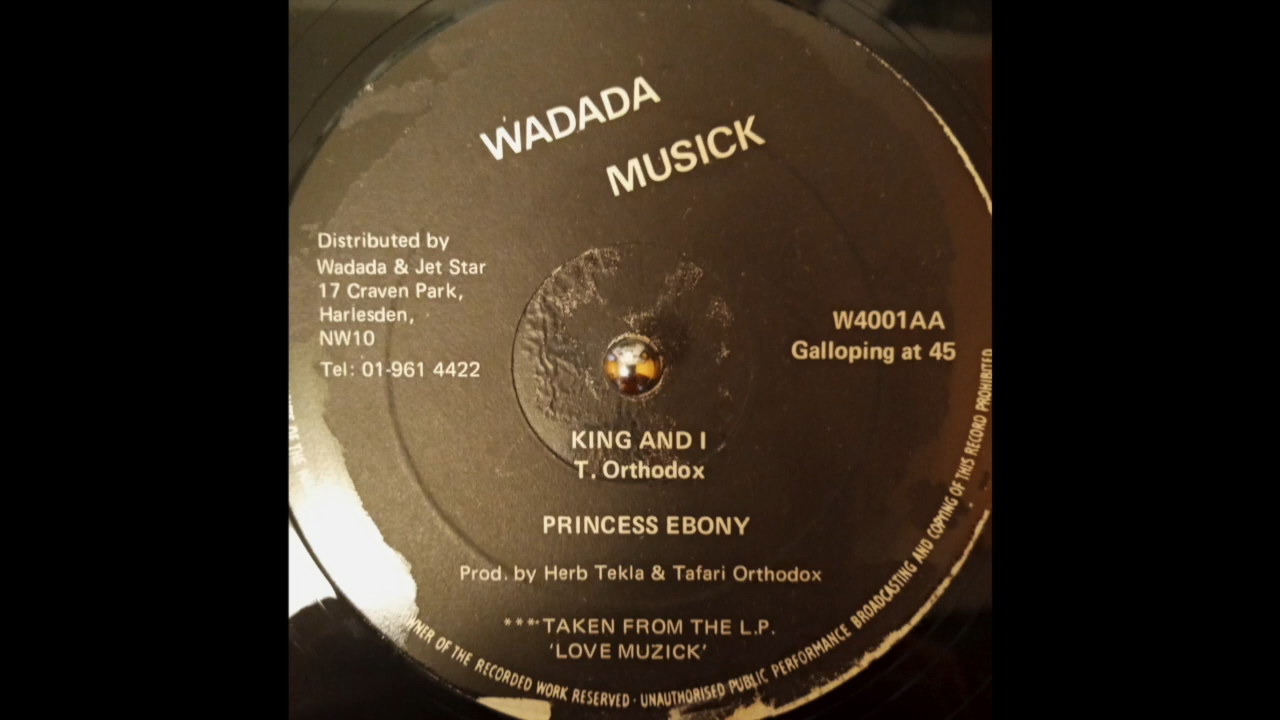 WADADA
MUSICK
Distributed by
Wadada & Jet Star
17 Craven Park,
Harlesden,
NW10
Tel: 01-961 4422
W4001AA
Galloping at 45
KING AND I
T. Orthodox
PRINCESS EBONY
Prod. by Herb Tekla & Tafari Orthodox
****TAKEN FROM THE L.P.
'LOVE MUZICK'
OF THE
OWNER OF THE RECORDED WORK RESERVED · UNAUTHORISED PUBLIC PERFORMANCE BROADCASTING AND COPYING OF THIS RECORD PROHIBITED